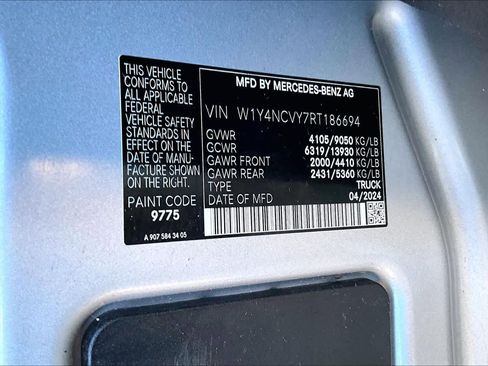 THIS VEHICLE
CONFORMS TO
ALL APPLICABLE
FEDERAL
VEHICLE SAFETY
STANDARDS IN
EFFECT ON THE
DATE OF MANU-
FACTURE SHOWN
ON THE RIGHT.
PAINT CODE
9775
A 907 584 34 05
MFD BY MERCEDES-BENZ AG
VIN W1Y4NCVY7RT186694
GVWR 4105/9050 KG/LB
GCWR 6319/13930 KG/LB
GAWR FRONT 2000/4410 KG/LB
GAWR REAR 2431/5360 KG/LB
TYPE TRUCK
DATE OF MFD 04/2024